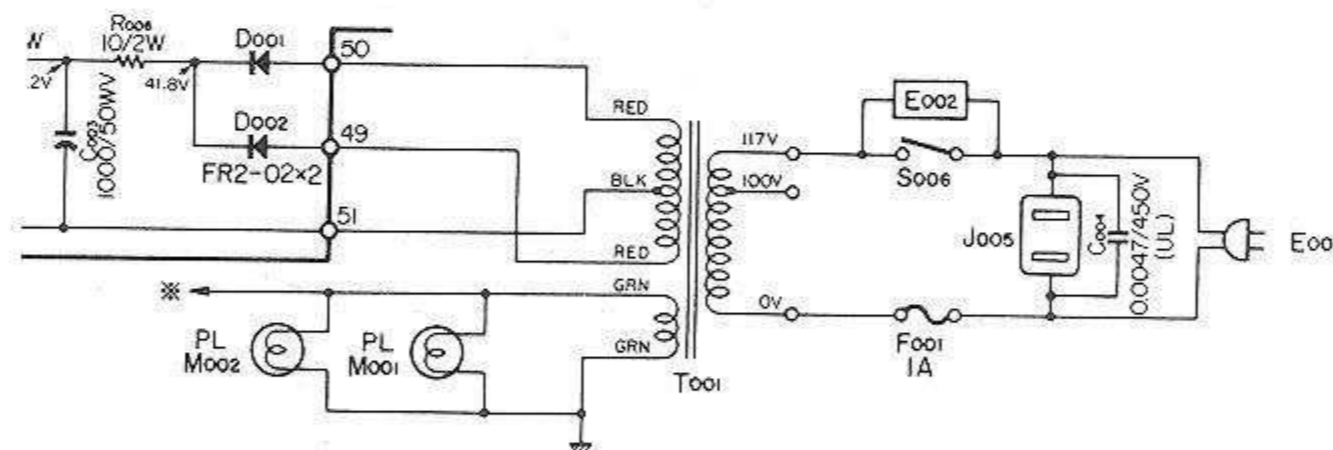 R006
10/2W
D001
50
.2V
41.8V
C003
1000/50WV
D002
49
FR2-02×2
51
RED
BLK
RED
GRN
GRN
※
PL
M002
PL
M001
T001
117V
100V
0V
E002
S006
J005
C004
0.0047/450V
(UL)
F001
1A
E00